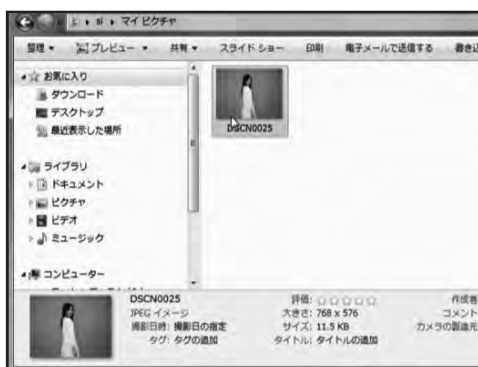 マイ ピクチャ
整理 プレビュー 共有 スライド ショー 印刷 電子メールで送信する 書き込
お気に入り
ダウンロード
デスクトップ
最近表示した場所
DSCN0025
ライブラリ
ドキュメント
ピクチャ
ビデオ
ミュージック
コンピューター
DSCN0025
JPEG イメージ
撮影日時: 撮影日の指定
タグ: タグの追加
評価: ☆☆☆☆☆
大きさ: 768 x 576
サイズ: 11.5 KB
タイトル: タイトルの追加
作成者
コメント
カメラの製造元